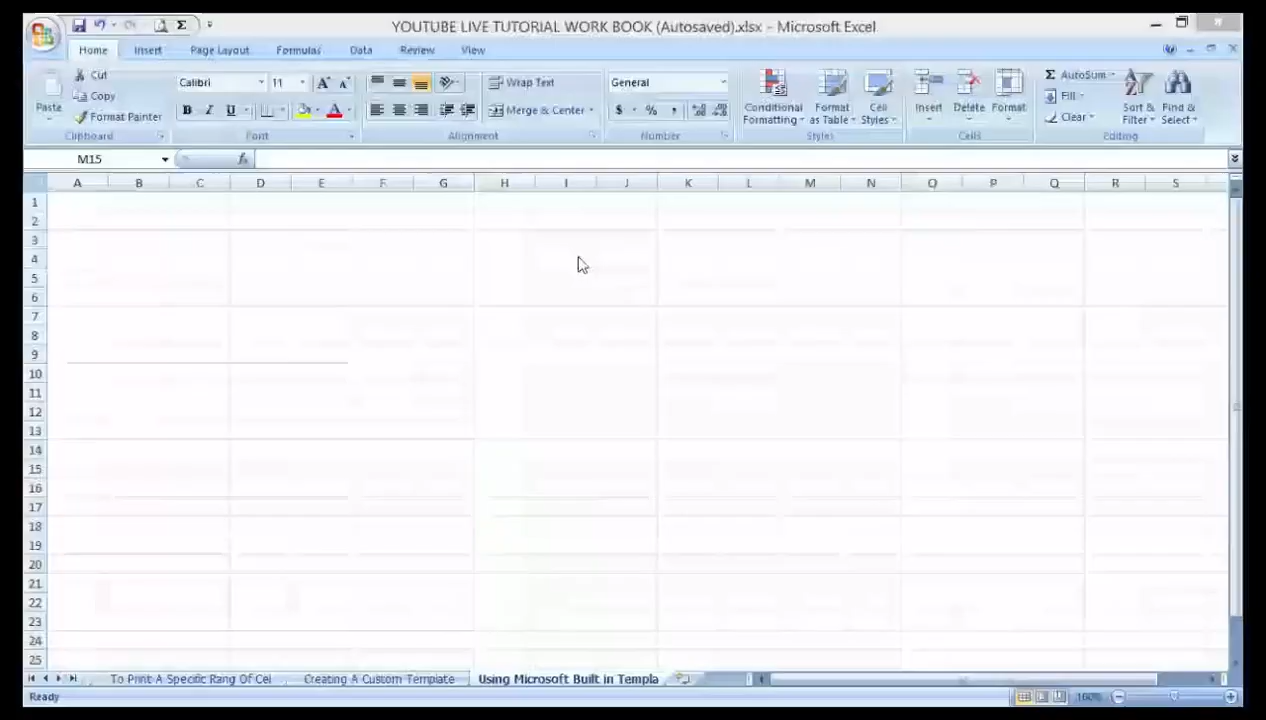 YOUTUBE LIVE TUTORIAL WORK BOOK (Autosaved).xlsx - Microsoft Excel
Home Insert Page Layout Formulas Data Review View
Cut
Copy
Format Painter
Paste
Clipboard
Calibri 11
B I U A
Font
Wrap Text
Merge & Center
Alignment
General
$ % ,
Number
Conditional Formatting
Format as Table
Cell Styles
Styles
Insert Delete Format
Cells
Σ AutoSum
Fill
Clear
Sort & Filter
Find & Select
Editing
M15 fx
A B C D E F G H I J K L M N O P Q R S
1
2
3
4
5
6
7
8
9
10
11
12
13
14
15
16
17
18
19
20
21
22
23
24
25
To Print A Specific Rang Of Cel Creating A Custom Template Using Microsoft Built in Templa
Ready 160%